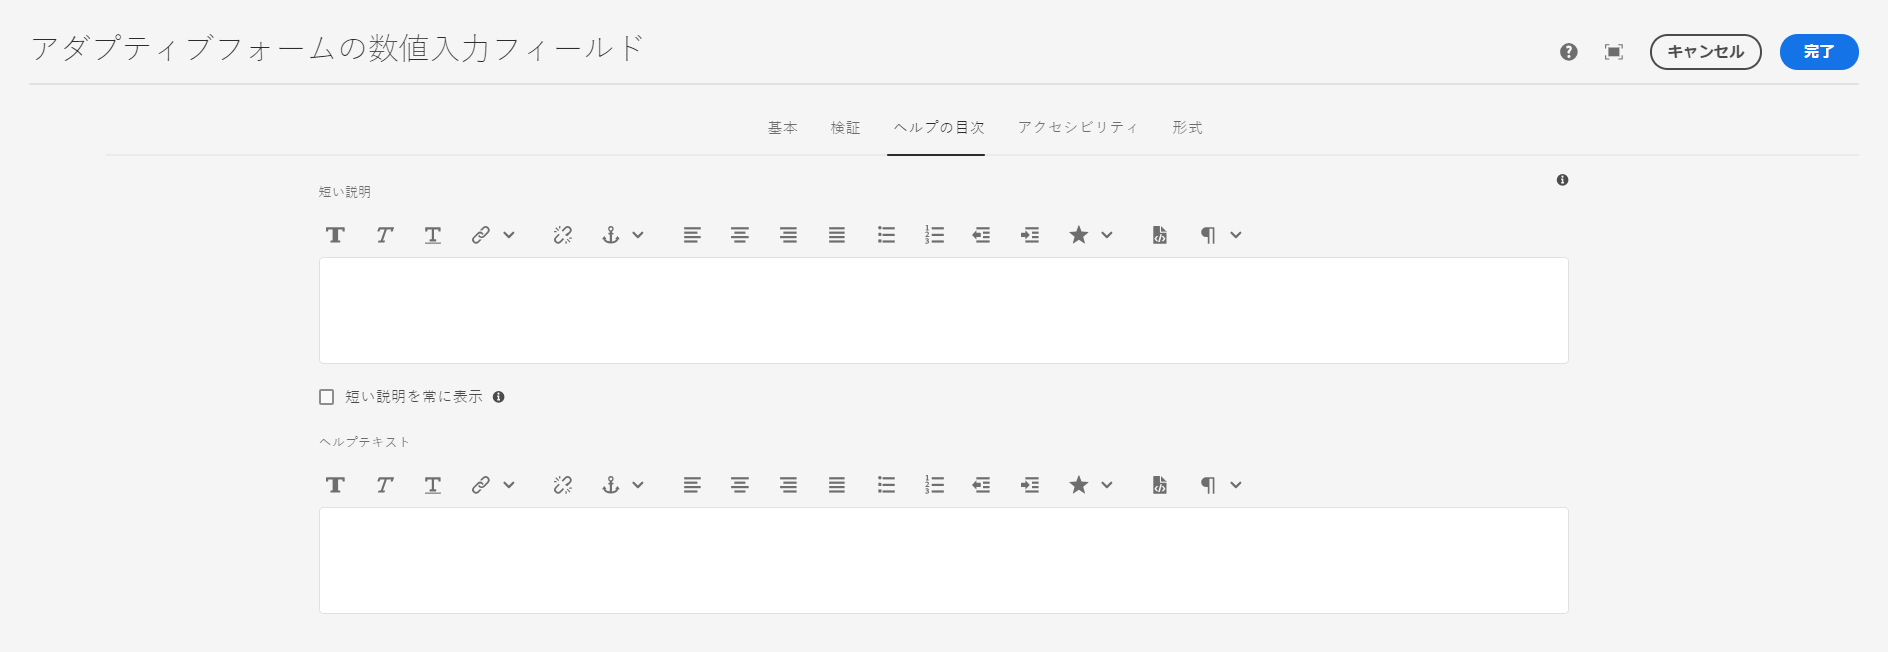 アダプティブフォームの数値入力フィールド
キャンセル
完了
基本 検証 ヘルプの目次 アクセシビリティ 形式
短い説明
短い説明を常に表示
ヘルプテキスト